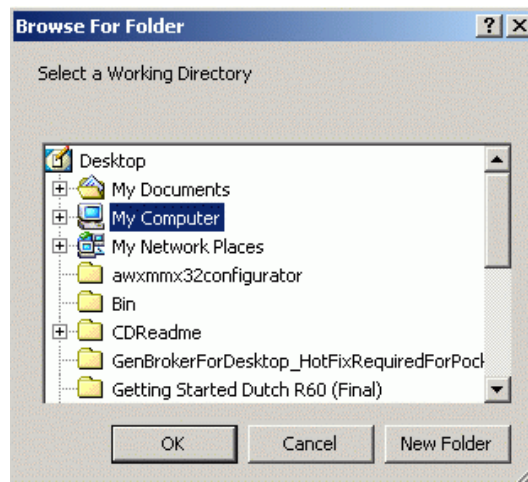 Browse For Folder
Select a Working Directory
Desktop
My Documents
My Computer
My Network Places
awxmmx32configurator
Bin
CDReadme
GenBrokerForDesktop_HotFixRequiredForPock
Getting Started Dutch R60 (Final)
OK Cancel New Folder